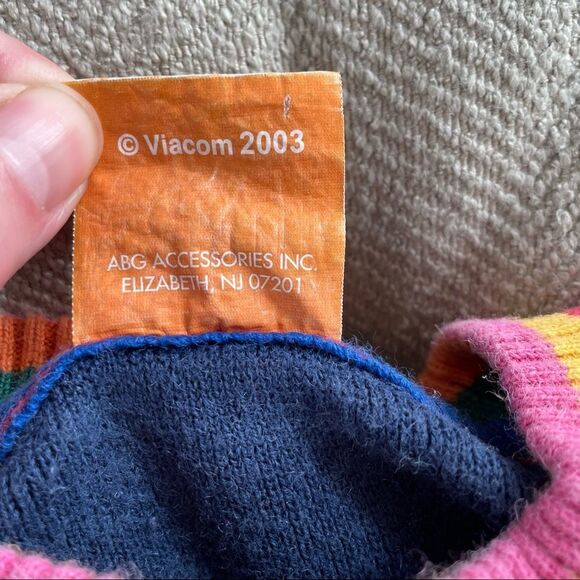 © Viacom 2003
ABG ACCESSORIES INC.
ELIZABETH, NJ 07201